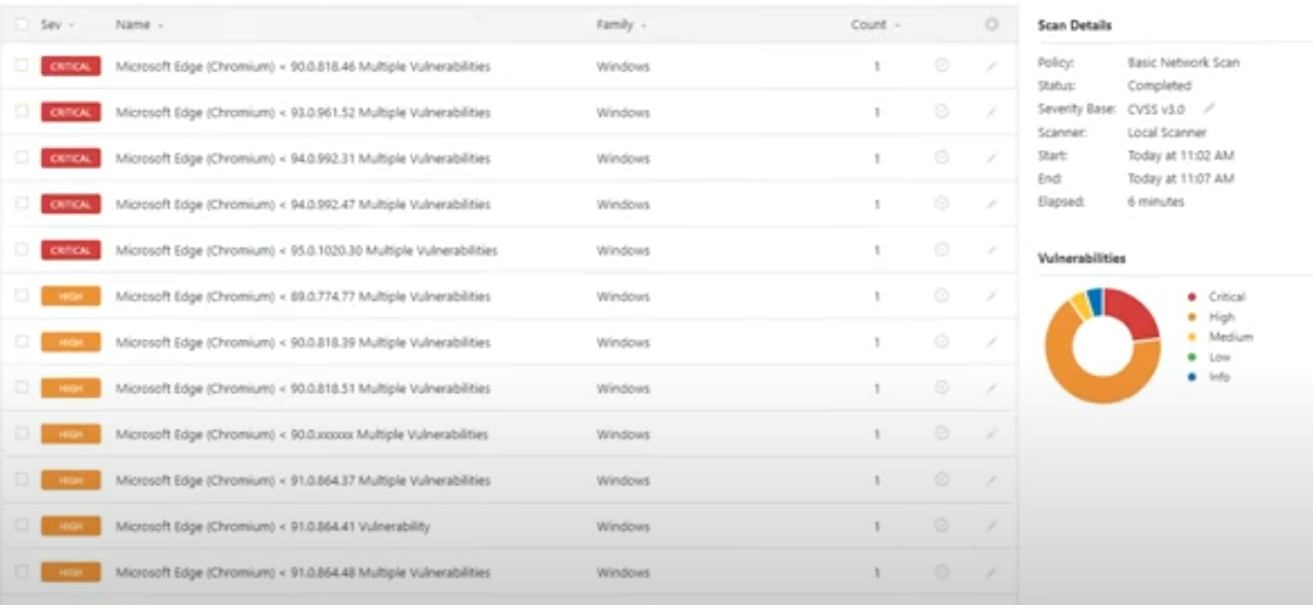 Sev Name Family Count
CRITICAL Microsoft Edge (Chromium) < 90.0.818.46 Multiple Vulnerabilities Windows 1
CRITICAL Microsoft Edge (Chromium) < 93.0.961.52 Multiple Vulnerabilities Windows 1
CRITICAL Microsoft Edge (Chromium) < 94.0.992.31 Multiple Vulnerabilities Windows 1
CRITICAL Microsoft Edge (Chromium) < 94.0.992.47 Multiple Vulnerabilities Windows 1
CRITICAL Microsoft Edge (Chromium) < 95.0.1020.30 Multiple Vulnerabilities Windows 1
HIGH Microsoft Edge (Chromium) < 89.0.774.77 Multiple Vulnerabilities Windows 1
HIGH Microsoft Edge (Chromium) < 90.0.818.39 Multiple Vulnerabilities Windows 1
HIGH Microsoft Edge (Chromium) < 90.0.818.51 Multiple Vulnerabilities Windows 1
HIGH Microsoft Edge (Chromium) < 90.0.xxxxxx Multiple Vulnerabilities Windows 1
HIGH Microsoft Edge (Chromium) < 91.0.864.37 Multiple Vulnerabilities Windows 1
HIGH Microsoft Edge (Chromium) < 91.0.864.41 Vulnerability Windows 1
HIGH Microsoft Edge (Chromium) < 91.0.864.48 Multiple Vulnerabilities Windows 1
Scan Details
Policy: Basic Network Scan
Status: Completed
Severity Base: CVSS v3.0
Scanner: Local Scanner
Start: Today at 11:02 AM
End: Today at 11:07 AM
Elapsed: 6 minutes
Vulnerabilities
Critical
High
Medium
Low
Info